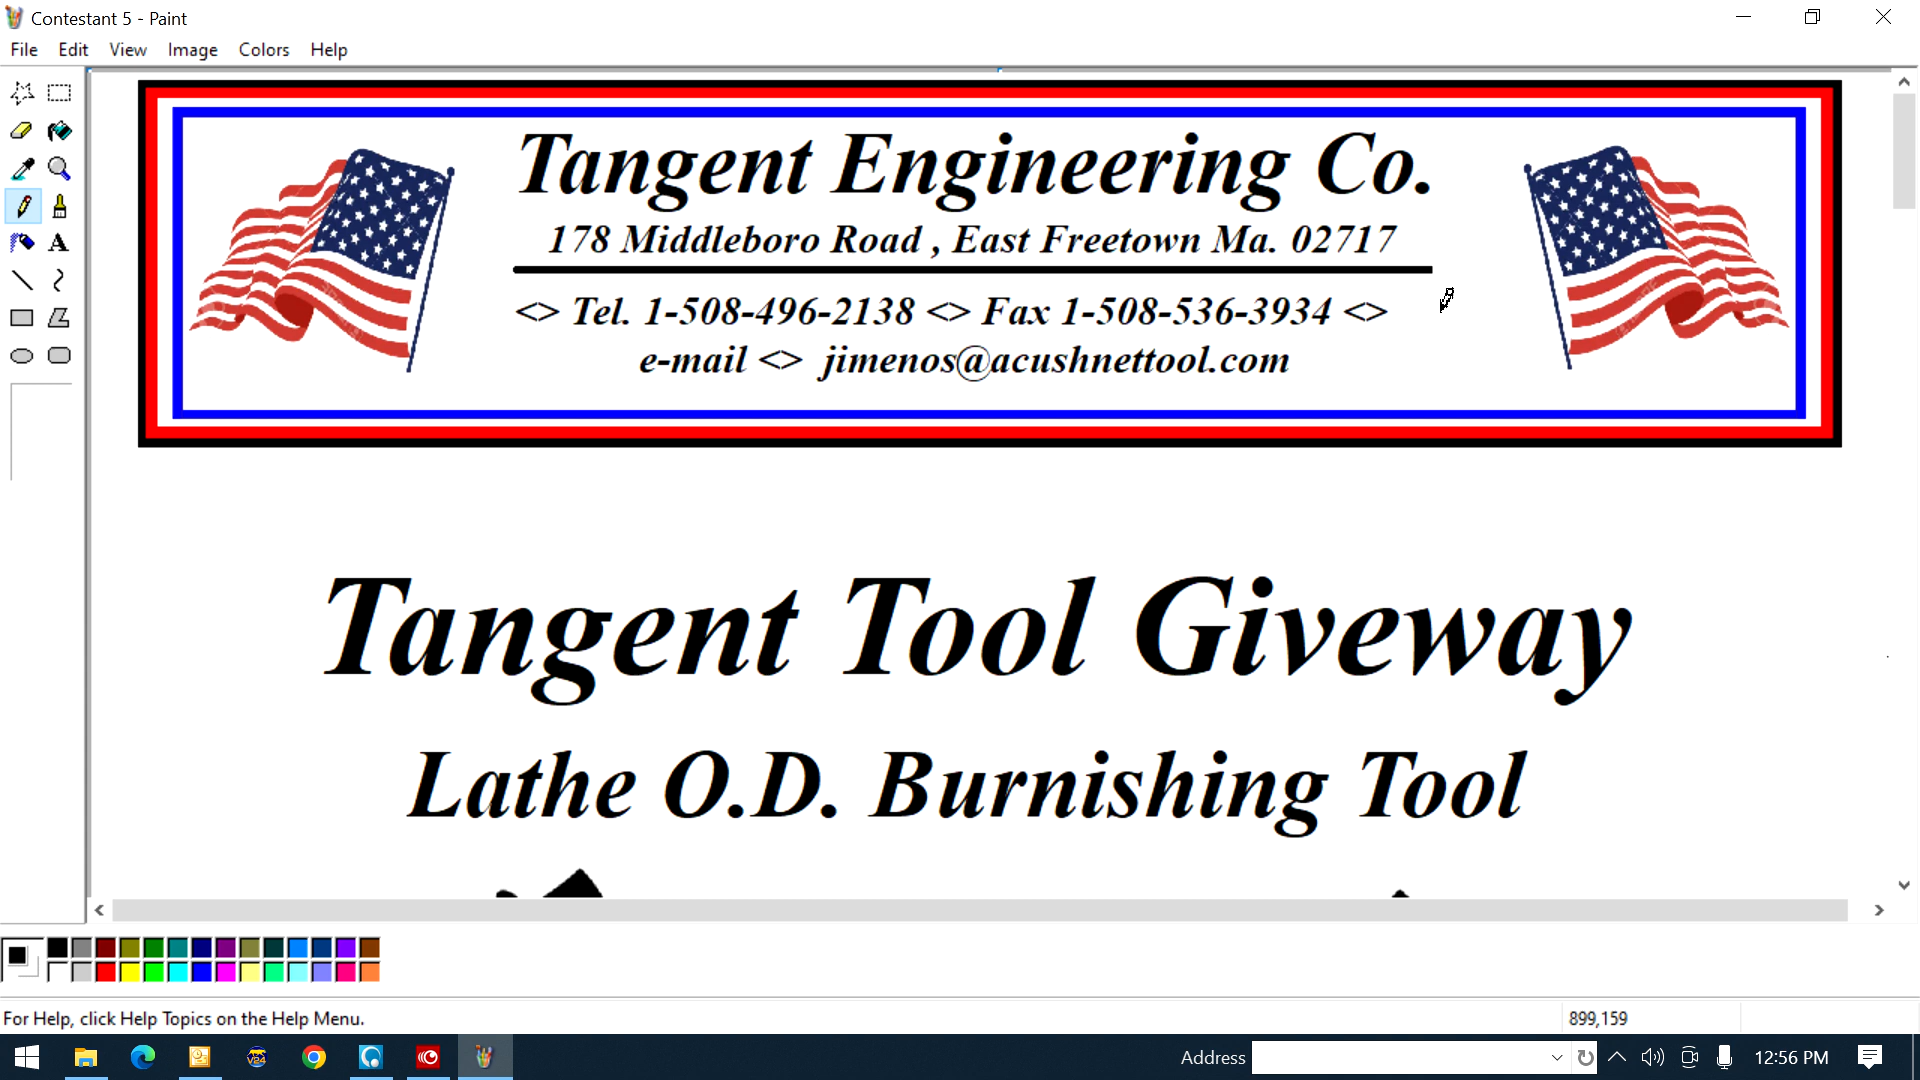 Contestant 5 - Paint
File Edit View Image Colors Help
Tangent Engineering Co.
178 Middleboro Road , East Freetown Ma. 02717
<> Tel. 1-508-496-2138 <> Fax 1-508-536-3934 <>
e-mail <> jimenos@acushnettool.com
Tangent Tool Giveway
Lathe O.D. Burnishing Tool
For Help, click Help Topics on the Help Menu.
899,159
V24
Address
12:56 PM